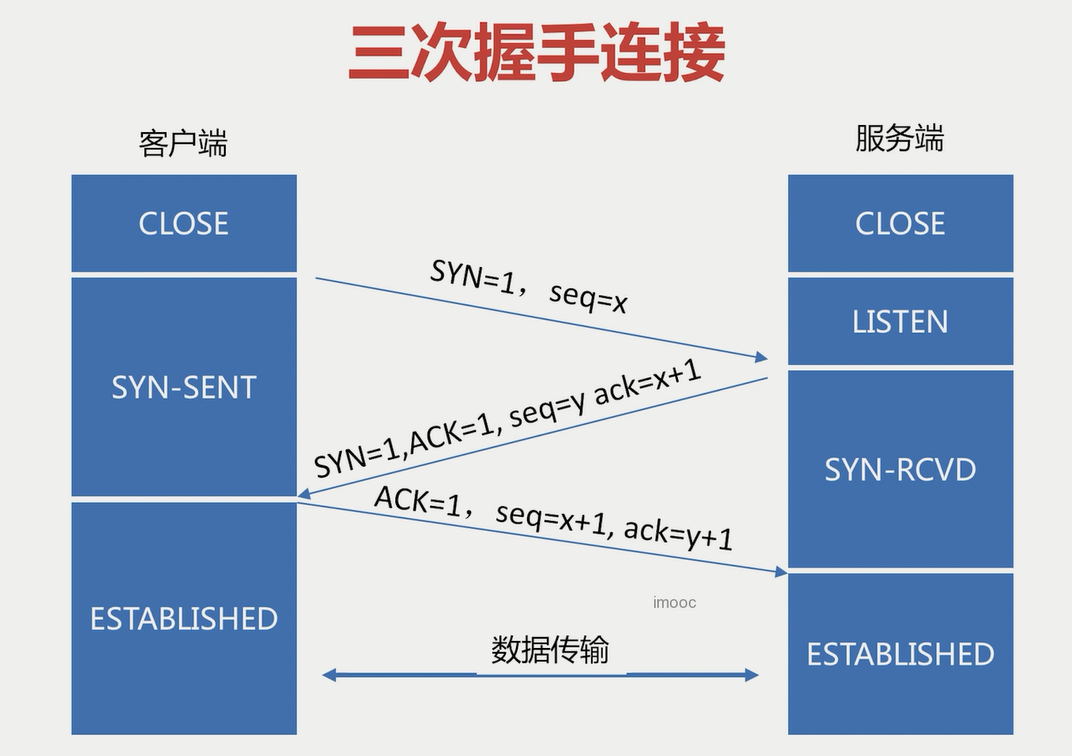 三次握手连接
客户端
服务端
CLOSE
CLOSE
SYN=1，seq=x
LISTEN
SYN-SENT
SYN=1,ACK=1, seq=y ack=x+1
SYN-RCVD
ACK=1，seq=x+1, ack=y+1
imooc
ESTABLISHED
数据传输
ESTABLISHED